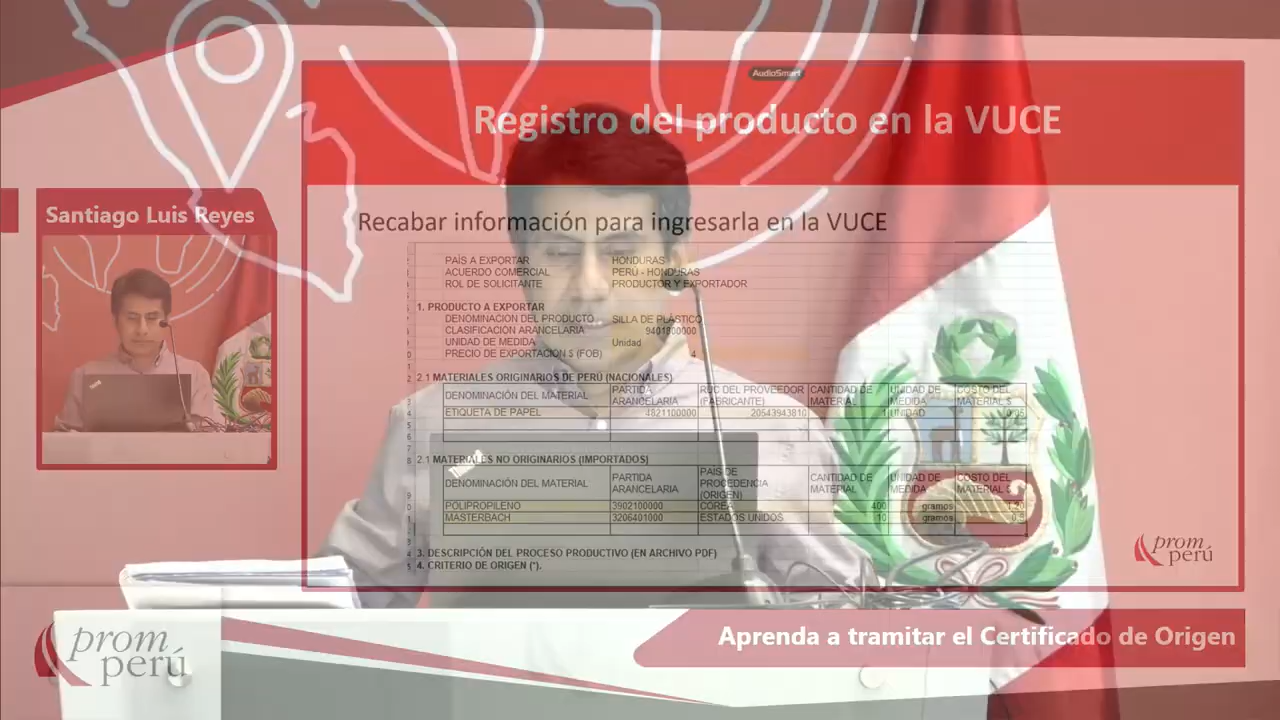 AudioSmart
Registro del producto en la VUCE
Santiago Luis Reyes
Recabar información para ingresarla en la VUCE
PAÍS A EXPORTAR HONDURAS
ACUERDO COMERCIAL PERÚ - HONDURAS
ROL DE SOLICITANTE PRODUCTOR Y EXPORTADOR
1. PRODUCTO A EXPORTAR
DENOMINACIÓN DEL PRODUCTO SILLA DE PLÁSTICO
CLASIFICACIÓN ARANCELARIA 9401800000
UNIDAD DE MEDIDA Unidad
PRECIO DE EXPORTACIÓN $ (FOB) 4
2.1 MATERIALES ORIGINARIOS DE PERÚ (NACIONALES)
DENOMINACIÓN DEL MATERIAL PARTIDA ARANCELARIA RUC DEL PROVEEDOR (FABRICANTE) CANTIDAD DE MATERIAL UNIDAD DE MEDIDA COSTO DEL MATERIAL $
ETIQUETA DE PAPEL 4821100000 20543943810 1 UNIDAD 0.05
2.1 MATERIALES NO ORIGINARIOS (IMPORTADOS)
DENOMINACIÓN DEL MATERIAL PARTIDA ARANCELARIA PAÍS DE PROCEDENCIA (ORIGEN) CANTIDAD DE MATERIAL UNIDAD DE MEDIDA COSTO DEL MATERIAL $
POLIPROPILENO 3902100000 COREA 400 gramos 1.20
MASTERBACH 3206401000 ESTADOS UNIDOS 10 gramos
3. DESCRIPCIÓN DEL PROCESO PRODUCTIVO (EN ARCHIVO PDF)
4. CRITERIO DE ORIGEN (*).
prom
perú
Aprenda a tramitar el Certificado de Origen
prom
perú